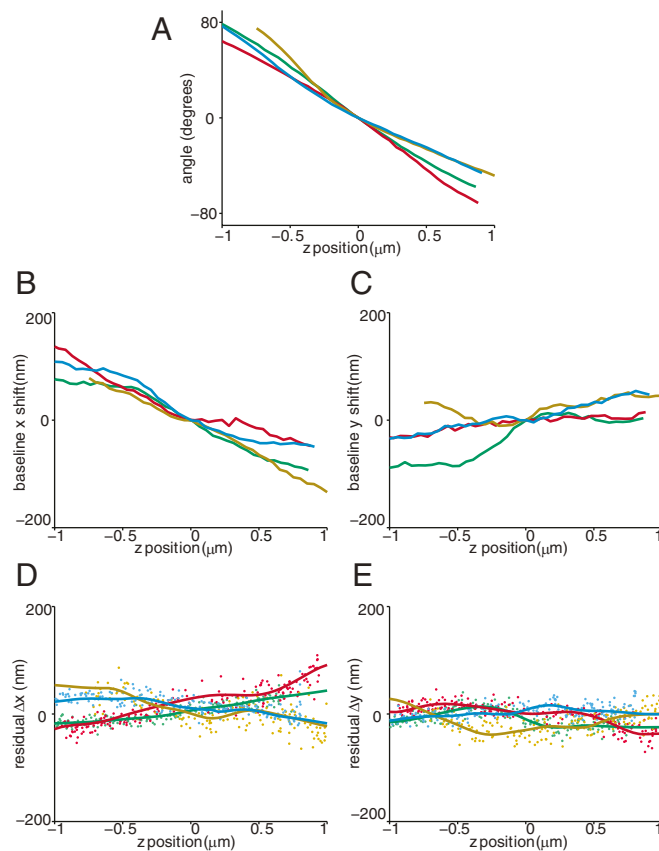 A
80
0
−80
angle (degrees)
−1 −0.5 0 0.5 1
z position(μm)
B
200
0
−200
baseline x shift(nm)
−1 −0.5 0 0.5 1
z position(μm)
C
200
0
−200
baseline y shift(nm)
−1 −0.5 0 0.5 1
z position(μm)
D
200
0
−200
residual Δx (nm)
−1 −0.5 0 0.5 1
z position(μm)
E
200
0
−200
residual Δy (nm)
−1 −0.5 0 0.5 1
z position(μm)